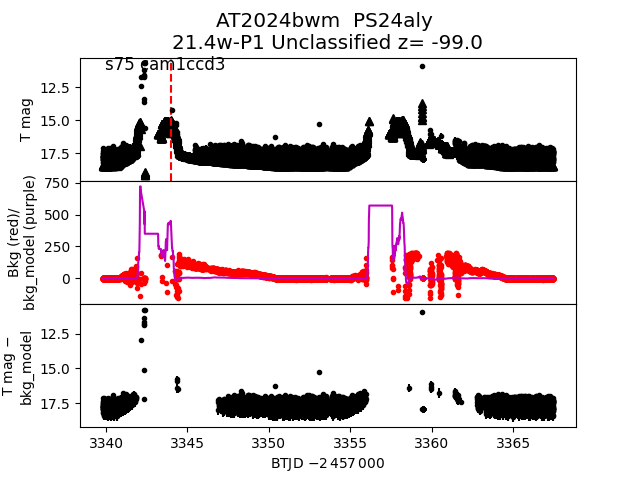 AT2024bwm  PS24aly
21.4w-P1 Unclassified z= -99.0
s75 cam1ccd3
12.5
15.0
17.5
T mag
750
500
250
0
Bkg (red)/
bkg_model (purple)
12.5
15.0
17.5
T mag −
bkg_model
3340 3345 3350 3355 3360 3365
BTJD −2 457 000